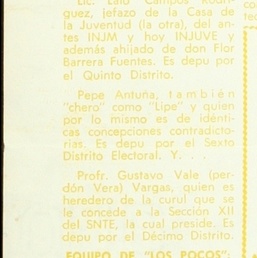 Lic. Lalo Campos Rodrí-
guez, jefazo de la Casa de
la Juventud (la otra), del an-
tes INJM y hoy INJUVE y
además ahijado de don Flor
Barrera Fuentes. Es depu por
el Quinto Distrito.
Pepe Antuña, también
"chero" como "Lipe" y quien
por lo mismo es de idénti-
cas concepciones contradicto-
rias. Es depu por el Sexto
Distrito Electoral. Y. . .
Profr. Gustavo Vale (per-
dón Vera) Vargas, quien es
heredero de la curul que se
le concede a la Sección XII
del SNTE, la cual preside. Es
depu por el Décimo Distrito.
EQUIPO DE "LOS POCOS":